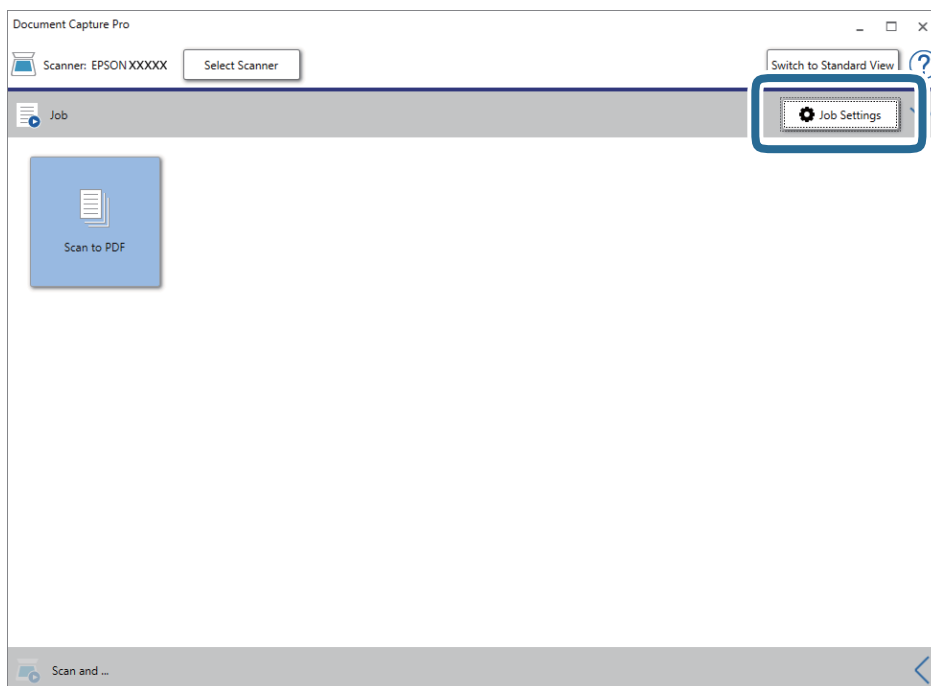 Document Capture Pro
Scanner: EPSON XXXXX
Select Scanner
Switch to Standard View
?
Job
Job Settings
Scan to PDF
Scan and ...